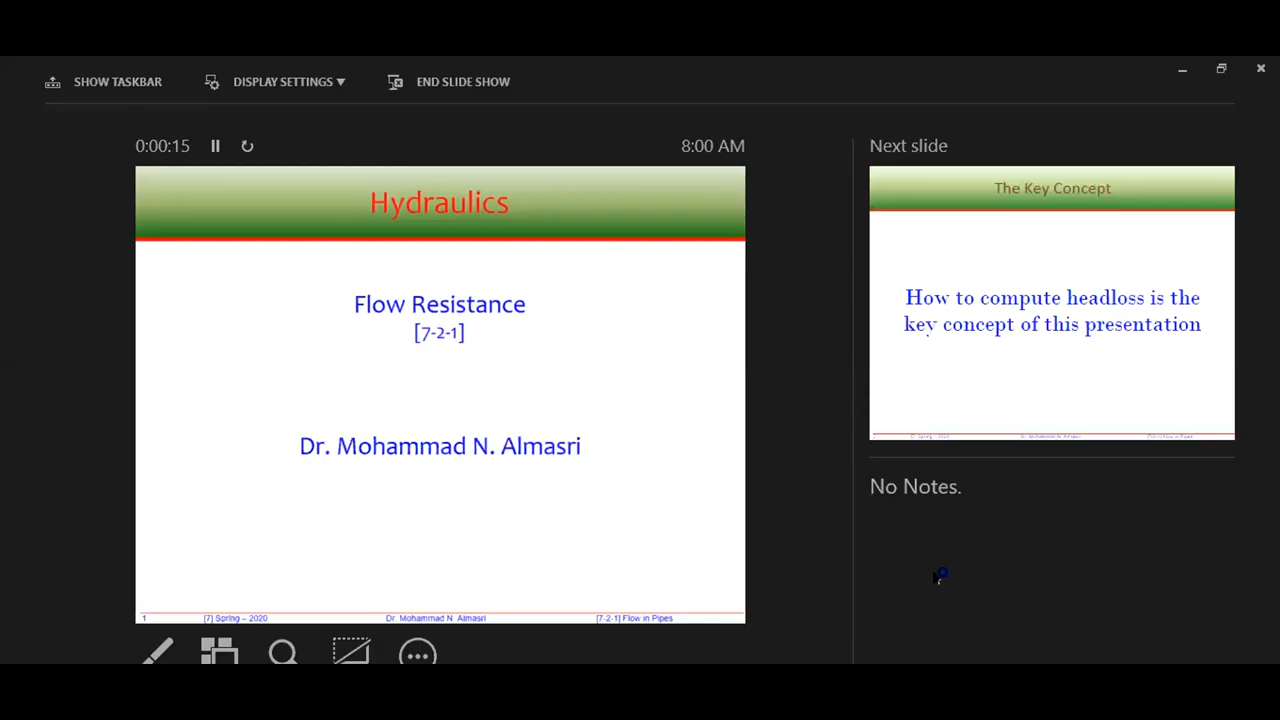 SHOW TASKBAR
DISPLAY SETTINGS
END SLIDE SHOW
0:00:15
8:00 AM
Hydraulics
Flow Resistance
[7-2-1]
Dr. Mohammad N. Almasri
1 [7] Spring – 2020 Dr. Mohammad N. Almasri [7-2-1] Flow in Pipes
Next slide
The Key Concept
How to compute headloss is the
key concept of this presentation
No Notes.